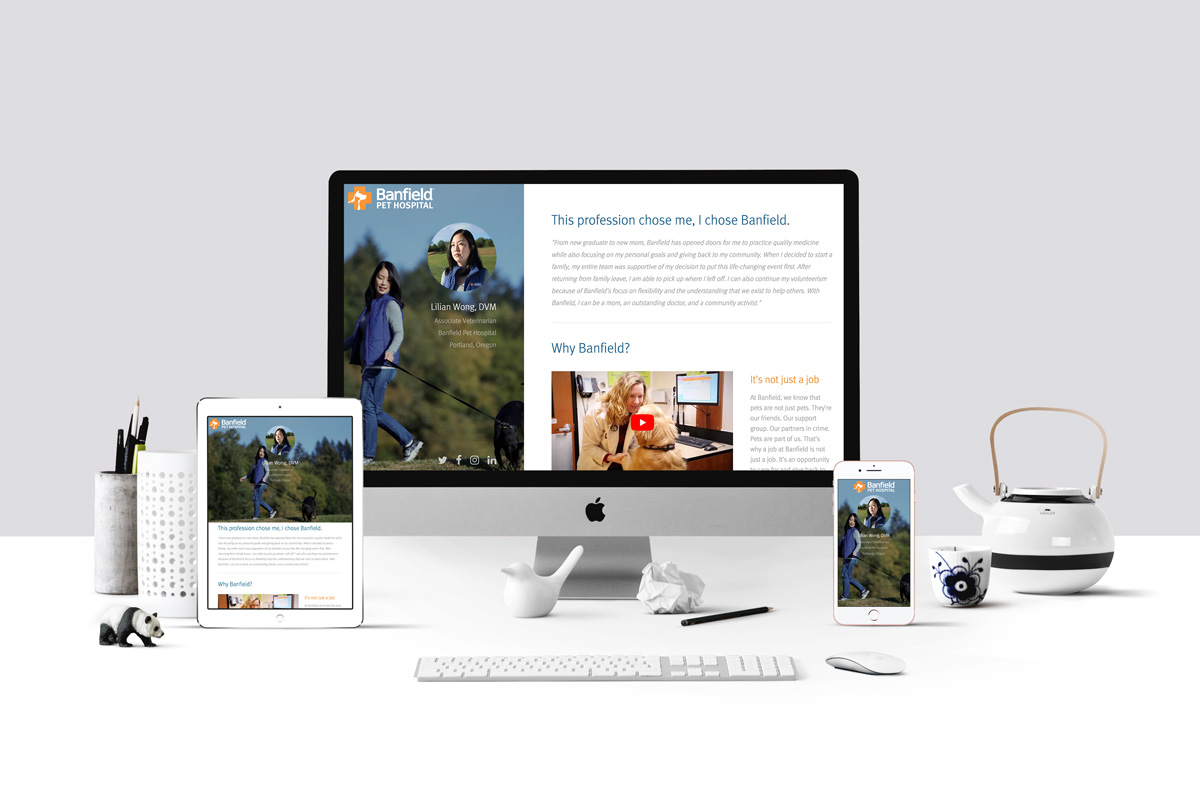 Banfield
PET HOSPITAL
Lilian Wong, DVM
Associate Veterinarian
Banfield Pet Hospital
Portland, Oregon
This profession chose me, I chose Banfield.
"From new graduate to new mom, Banfield has opened doors for me to practice quality medicine
while also focusing on my personal goals and giving back to my community. When I decided to start a
family, my entire team was supportive of my decision to put this life-changing event first. After
returning from family leave, I am able to pick up where I left off. I can also continue my volunteerism
because of Banfield's focus on flexibility and the understanding that we exist to help others. With
Banfield, I can be a mom, an outstanding doctor, and a community activist."
Why Banfield?
It's not just a job
At Banfield, we know that
pets are not just pets. They're
our friends. Our support
group. Our partners in crime.
Pets are part of us. That's
why a job at Banfield is not
just a job. It's an opportunity
to care for and give back to
Banfield
PET HOSPITAL
Lilian Wong, DVM
This profession chose me, I chose Banfield.
Why Banfield?
It's not just a job
Banfield
PET HOSPITAL
Lilian Wong, DVM
KÄHLER